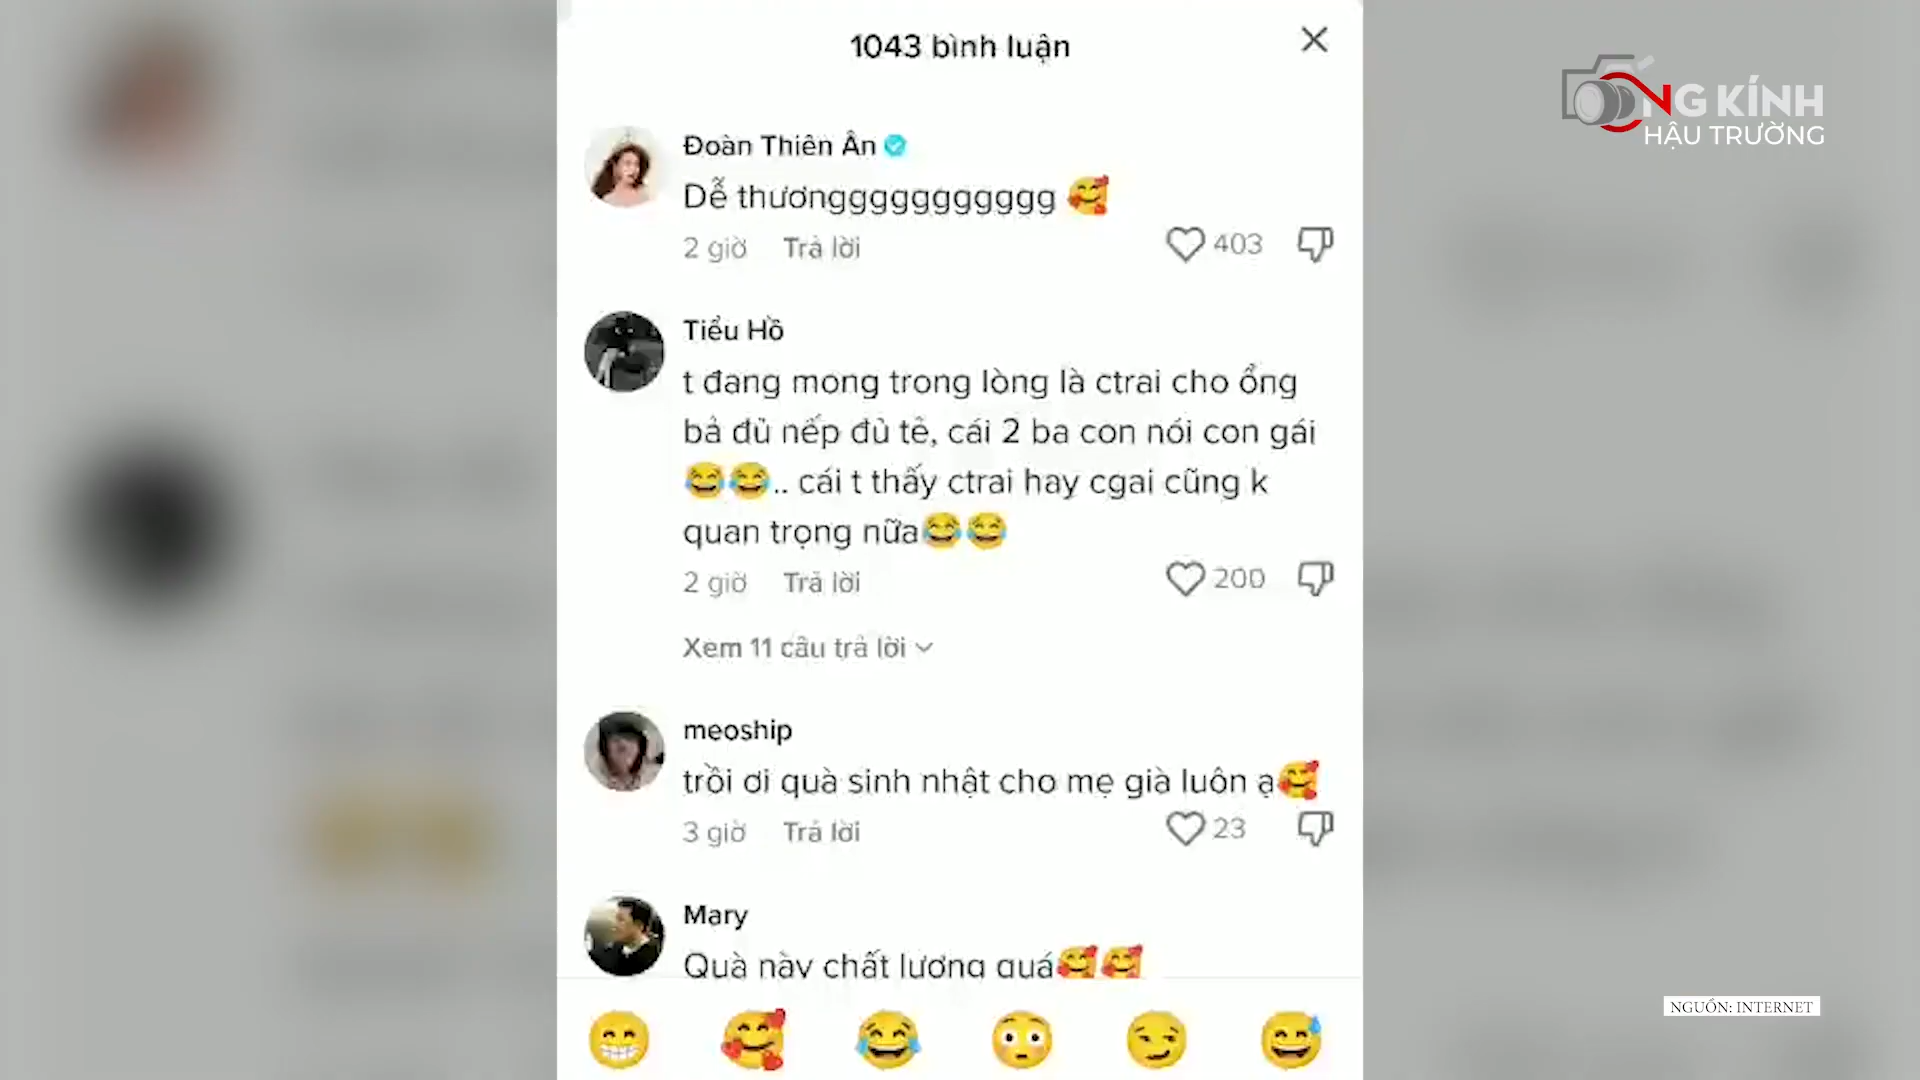 1043 bình luận
ỐNG KÍNH
HẬU TRƯỜNG
Đoàn Thiên Ân
Dễ thươngggggggggggg 🥰
2 giờ Trả lời 403
Tiểu Hồ
t đang mong trong lòng là ctrai cho ổng
bả đủ nếp đủ tẻ, cái 2 ba con nói con gái
😂😂.. cái t thấy ctrai hay cgai cũng k
quan trọng nữa😂😂
2 giờ Trả lời 200
Xem 11 câu trả lời
meoship
trồi ơi quà sinh nhật cho mẹ già luôn ạ🥰
3 giờ Trả lời 23
Mary
Quà này chất lượng quá🥰🥰
NGUỒN: INTERNET